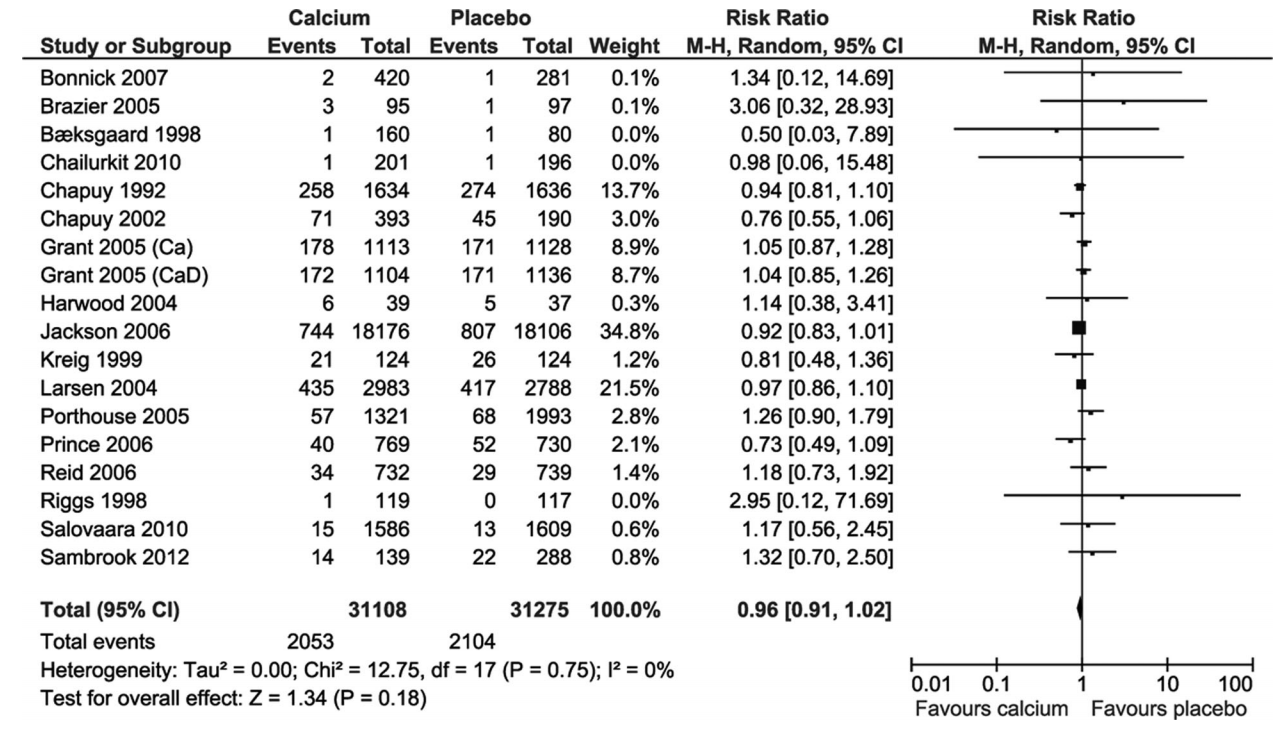 Calcium Placebo Risk Ratio Risk Ratio
Study or Subgroup Events Total Events Total Weight M-H, Random, 95% CI M-H, Random, 95% CI
Bonnick 2007 2 420 1 281 0.1% 1.34 [0.12, 14.69]
Brazier 2005 3 95 1 97 0.1% 3.06 [0.32, 28.93]
Bæksgaard 1998 1 160 1 80 0.0% 0.50 [0.03, 7.89]
Chailurkit 2010 1 201 1 196 0.0% 0.98 [0.06, 15.48]
Chapuy 1992 258 1634 274 1636 13.7% 0.94 [0.81, 1.10]
Chapuy 2002 71 393 45 190 3.0% 0.76 [0.55, 1.06]
Grant 2005 (Ca) 178 1113 171 1128 8.9% 1.05 [0.87, 1.28]
Grant 2005 (CaD) 172 1104 171 1136 8.7% 1.04 [0.85, 1.26]
Harwood 2004 6 39 5 37 0.3% 1.14 [0.38, 3.41]
Jackson 2006 744 18176 807 18106 34.8% 0.92 [0.83, 1.01]
Kreig 1999 21 124 26 124 1.2% 0.81 [0.48, 1.36]
Larsen 2004 435 2983 417 2788 21.5% 0.97 [0.86, 1.10]
Porthouse 2005 57 1321 68 1993 2.8% 1.26 [0.90, 1.79]
Prince 2006 40 769 52 730 2.1% 0.73 [0.49, 1.09]
Reid 2006 34 732 29 739 1.4% 1.18 [0.73, 1.92]
Riggs 1998 1 119 0 117 0.0% 2.95 [0.12, 71.69]
Salovaara 2010 15 1586 13 1609 0.6% 1.17 [0.56, 2.45]
Sambrook 2012 14 139 22 288 0.8% 1.32 [0.70, 2.50]
Total (95% CI) 31108 31275 100.0% 0.96 [0.91, 1.02]
Total events 2053 2104
Heterogeneity: Tau² = 0.00; Chi² = 12.75, df = 17 (P = 0.75); I² = 0%
Test for overall effect: Z = 1.34 (P = 0.18)
0.01 0.1 1 10 100
Favours calcium Favours placebo